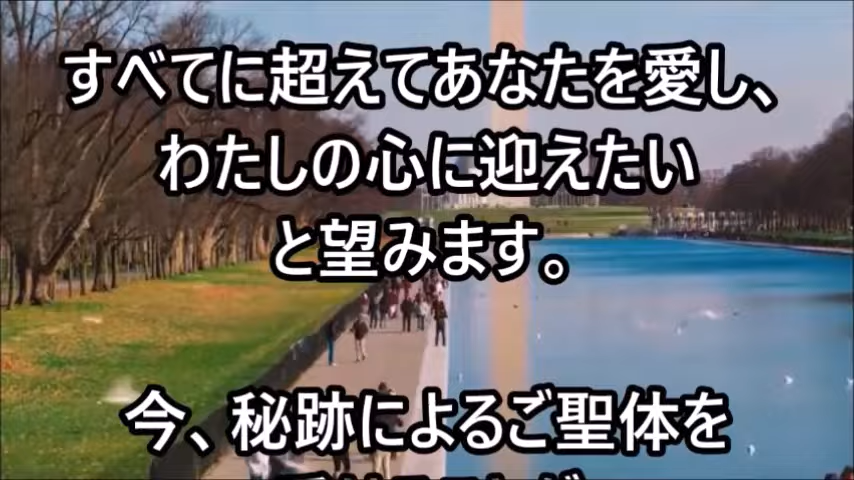 すべてに超えてあなたを愛し、
わたしの心に迎えたい
と望みます。
今、秘跡によるご聖体を